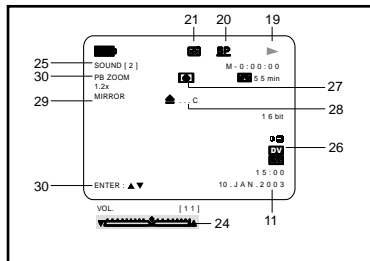 21 20 19
SP
25 SOUND [ 2 ] M - 0 : 0 0 : 0 0
30 PB ZOOM 5 5 min
1.2x 27
29 MIRROR
. . . C 28
1 6 bit
DV 26
1 5 : 0 0
30 ENTER : ▲▼ 1 0 . J A N . 2 0 0 3
11
VOL. [ 1 1 ]
24